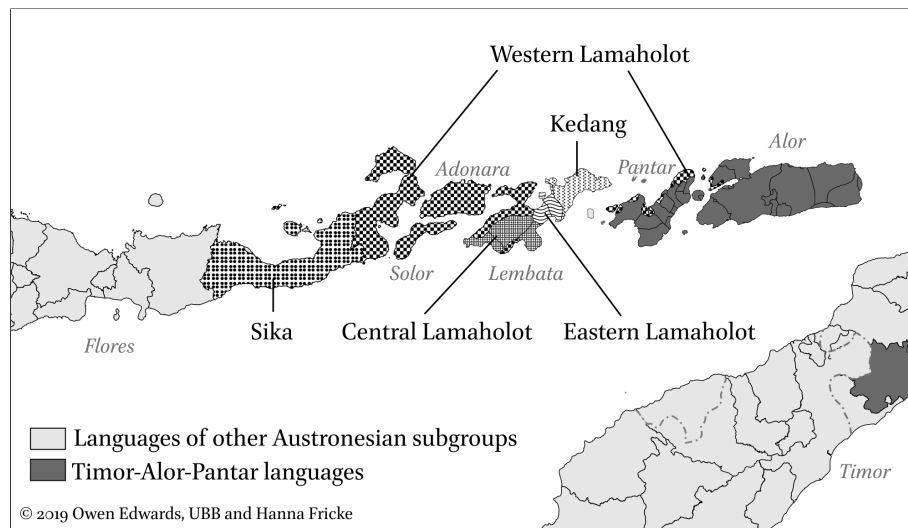 Western Lamaholot
Kedang
Alor
Adonara
Pantar
Solor
Lembata
Sika
Central Lamaholot
Eastern Lamaholot
Flores
Languages of other Austronesian subgroups
Timor-Alor-Pantar languages
Timor
© 2019 Owen Edwards, UBB and Hanna Fricke